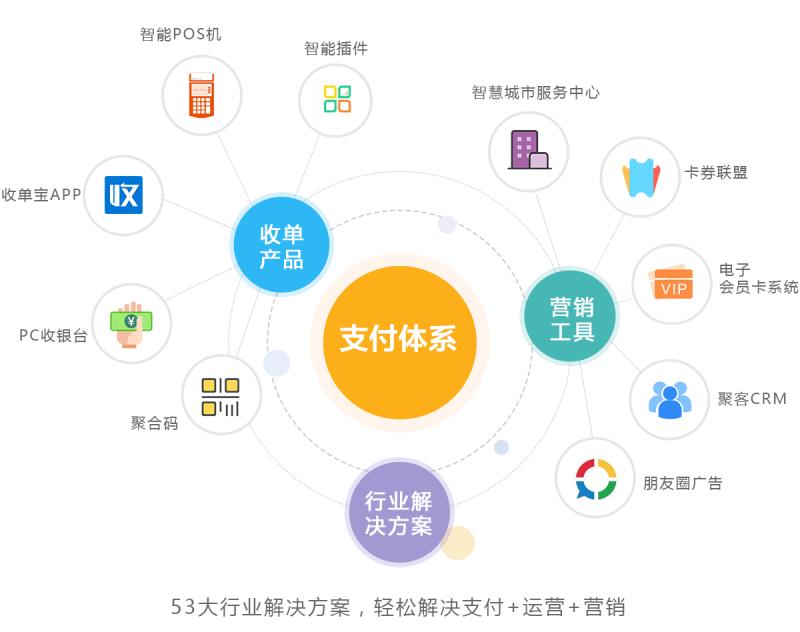 智能POS机
智能插件
智慧城市服务中心
卡券联盟
收单宝APP
收单
产品
电子
会员卡系统
VIP
营销
工具
支付体系
PC收银台
¥
聚合码
聚客CRM
朋友圈广告
行业解
决方案
53大行业解决方案，轻松解决支付+运营+营销